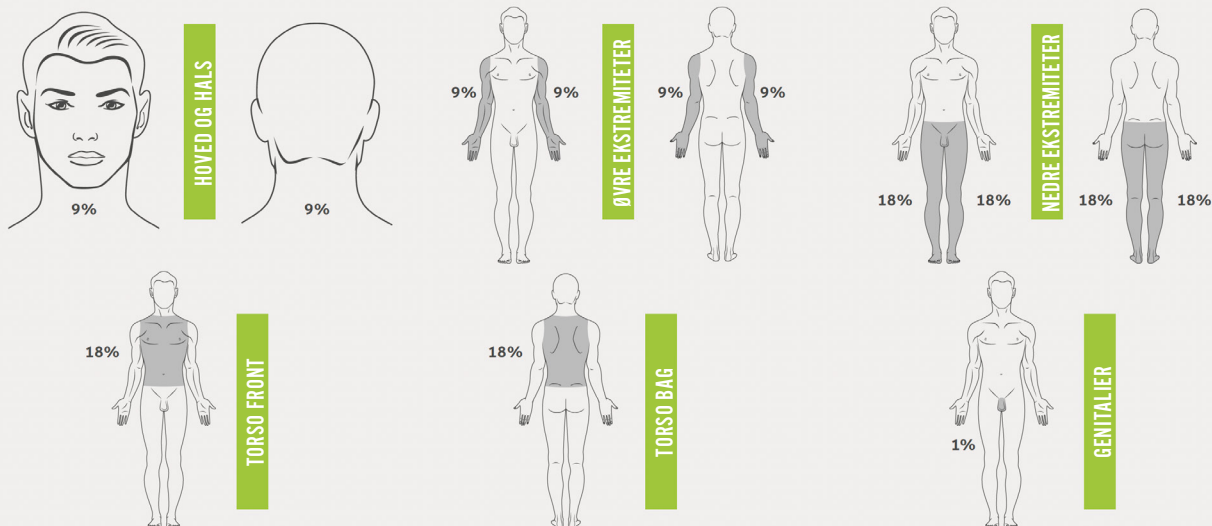 HOVED OG HALS
9%
9%
ØVRE EKSTREMITETER
9%
9%
9%
9%
NEDRE EKSTREMITETER
18%
18%
18%
18%
TORSO FRONT
18%
TORSO BAG
18%
GENITALIER
1%